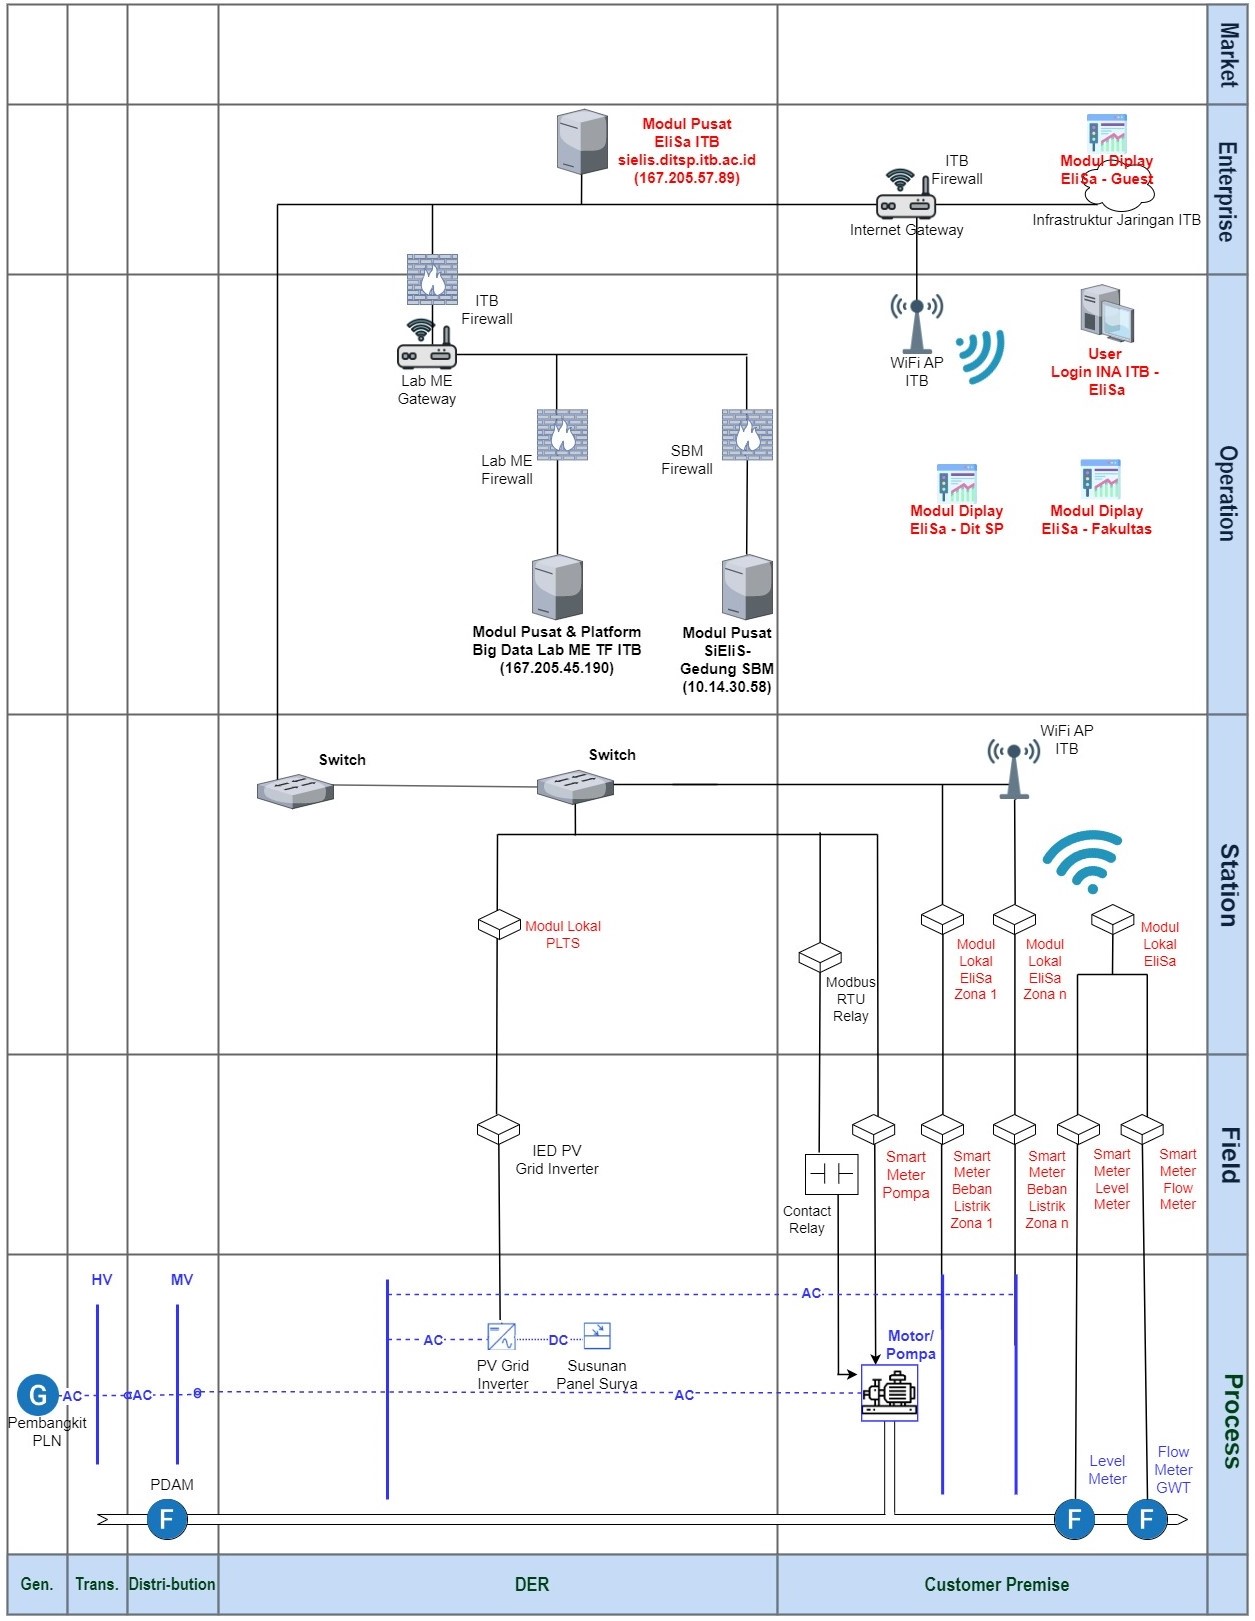 Market
Modul Pusat
EliSa ITB
sielis.ditsp.itb.ac.id
(167.205.57.89)
ITB
Firewall
Internet Gateway
Modul Diplay
EliSa - Guest
Infrastruktur Jaringan ITB
Enterprise
ITB
Firewall
Lab ME
Gateway
WiFi AP
ITB
User
Login INA ITB -
EliSa
Lab ME
Firewall
SBM
Firewall
Modul Diplay
EliSa - Dit SP
Modul Diplay
EliSa - Fakultas
Modul Pusat & Platform
Big Data Lab ME TF ITB
(167.205.45.190)
Modul Pusat
SiEliS-
Gedung SBM
(10.14.30.58)
Operation
Switch
Switch
WiFi AP
ITB
Modul Lokal
PLTS
Modbus
RTU
Relay
Modul
Lokal
EliSa
Zona 1
Modul
Lokal
EliSa
Zona n
Modul
Lokal
EliSa
Station
IED PV
Grid Inverter
Contact
Relay
Smart
Meter
Pompa
Smart
Meter
Beban
Listrik
Zona 1
Smart
Meter
Beban
Listrik
Zona n
Smart
Meter
Level
Meter
Smart
Meter
Flow
Meter
Field
HV
MV
AC
AC
DC
PV Grid
Inverter
Susunan
Panel Surya
Motor/
Pompa
G
AC
AC
AC
Pembangkit
PLN
PDAM
F
Level
Meter
F
Flow
Meter
GWT
F
Process
Gen.
Trans.
Distri-bution
DER
Customer Premise